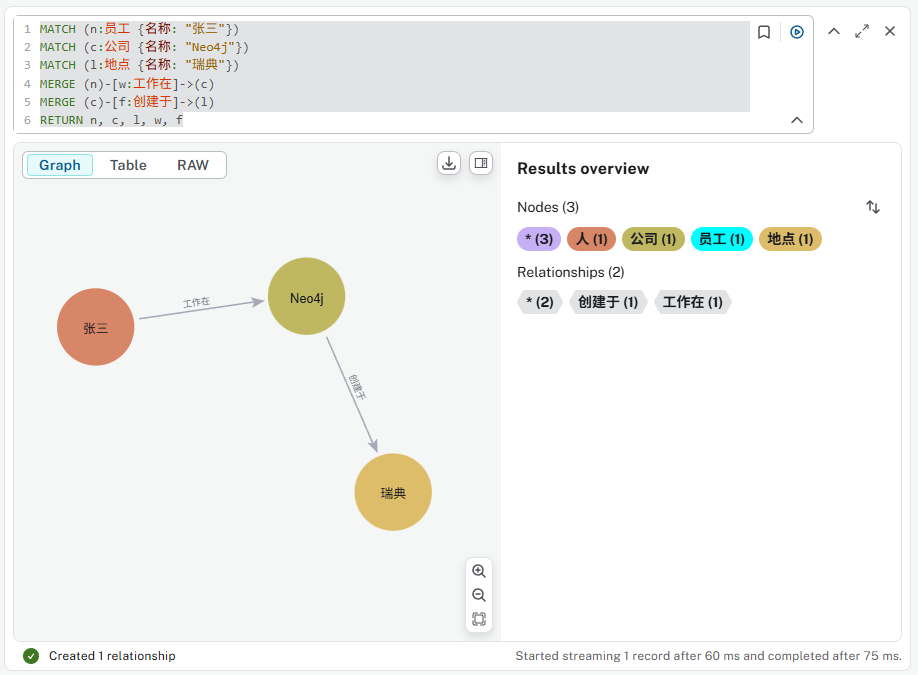 1 MATCH (n:员工 {名称: "张三"})
2 MATCH (c:公司 {名称: "Neo4j"})
3 MATCH (l:地点 {名称: "瑞典"})
4 MERGE (n)-[w:工作在]->(c)
5 MERGE (c)-[f:创建于]->(l)
6 RETURN n, c, l, w, f
Graph Table RAW
张三
工作在
Neo4j
创建于
瑞典
Results overview
Nodes (3)
* (3) 人 (1) 公司 (1) 员工 (1) 地点 (1)
Relationships (2)
* (2) 创建于 (1) 工作在 (1)
Created 1 relationship
Started streaming 1 record after 60 ms and completed after 75 ms.